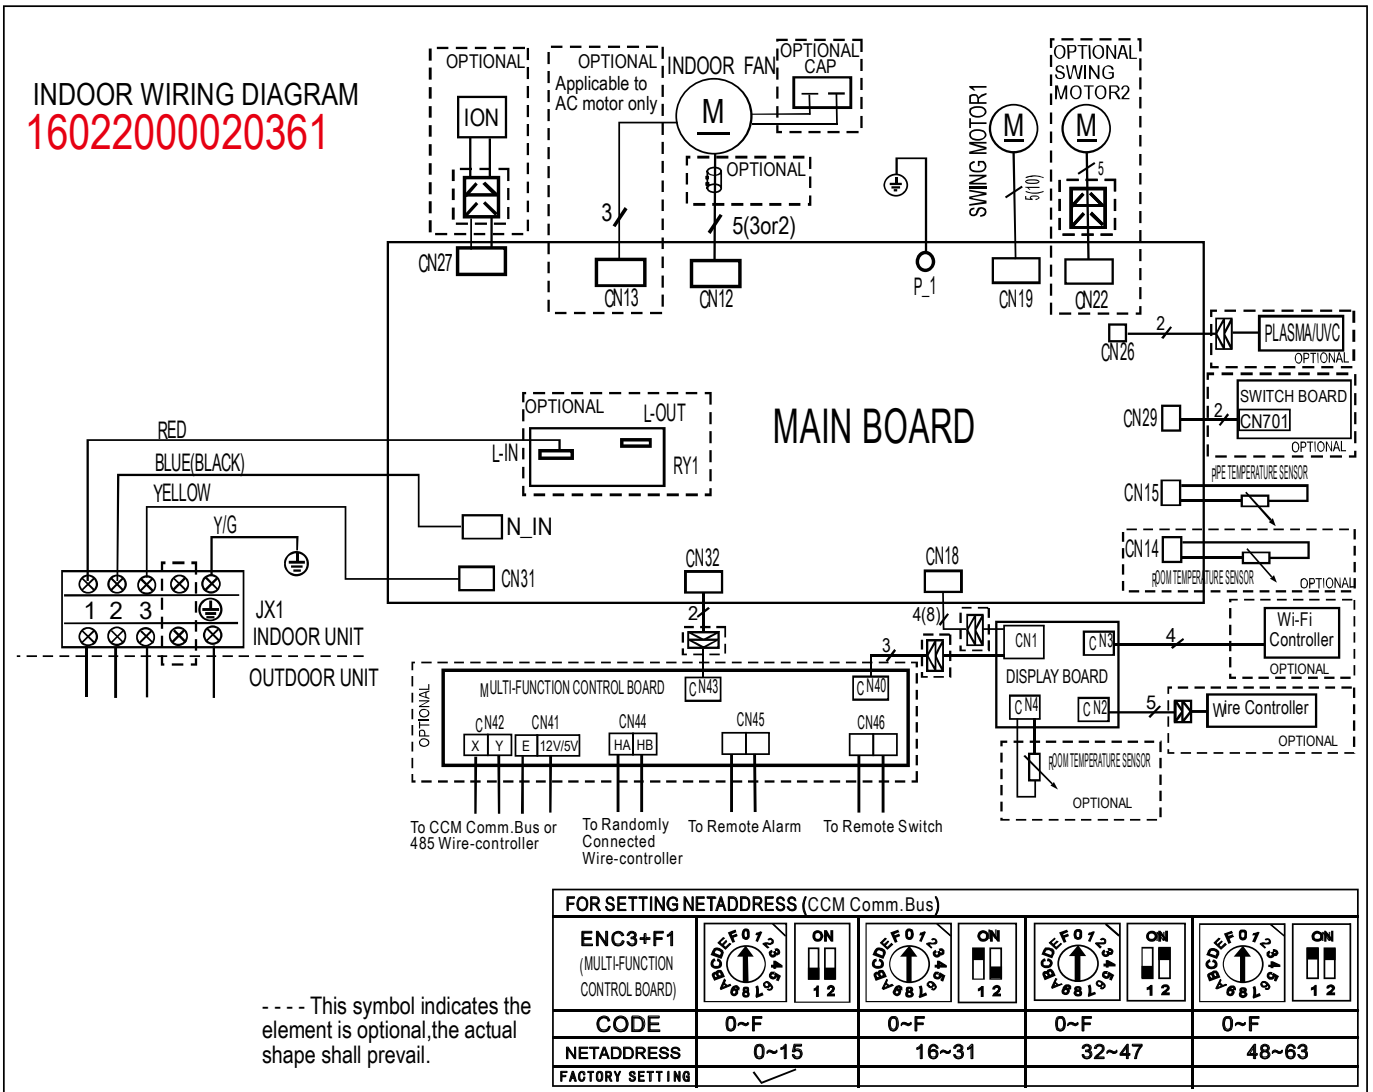 INDOOR WIRING DIAGRAM
16022000020361
OPTIONAL
ION
CN27
OPTIONAL
Applicable to
AC motor only
3
CN13
INDOOR FAN
M
OPTIONAL
CAP
OPTIONAL
5(3or2)
CN12
P_1
SWING MOTOR1
M
5(10)
CN19
OPTIONAL
SWING
MOTOR2
M
5
CN22
CN26
2
PLASMA/UVC
OPTIONAL
CN29
2
SWITCH BOARD
CN701
OPTIONAL
CN15
PIPE TEMPERATURE SENSOR
CN14
ROOM TEMPERATURE SENSOR
OPTIONAL
MAIN BOARD
OPTIONAL
L-OUT
L-IN
RY1
RED
BLUE(BLACK)
YELLOW
Y/G
N_IN
CN31
1 2 3
JX1
INDOOR UNIT
OUTDOOR UNIT
CN32
2
CN18
4(8)
3
CN1
CN3
DISPLAY BOARD
CN4
CN2
4
Wi-Fi
Controller
OPTIONAL
5
Wire Controller
OPTIONAL
ROOM TEMPERATURE SENSOR
OPTIONAL
OPTIONAL
MULTI-FUNCTION CONTROL BOARD
CN43
CN40
CN42
CN41
CN44
CN45
CN46
X Y
E 12V/5V
HA HB
To CCM Comm.Bus or
485 Wire-controller
To Randomly
Connected
Wire-controller
To Remote Alarm
To Remote Switch
FOR SETTING NETADDRESS (CCM Comm.Bus)
ENC3+F1
(MULTI-FUNCTION
CONTROL BOARD)
0123456789ABCDEF
ON
1 2
0123456789ABCDEF
ON
1 2
0123456789ABCDEF
ON
1 2
0123456789ABCDEF
ON
1 2
CODE 0~F 0~F 0~F 0~F
NETADDRESS 0~15 16~31 32~47 48~63
FACTORY SETTING
- - - - This symbol indicates the
element is optional,the actual
shape shall prevail.